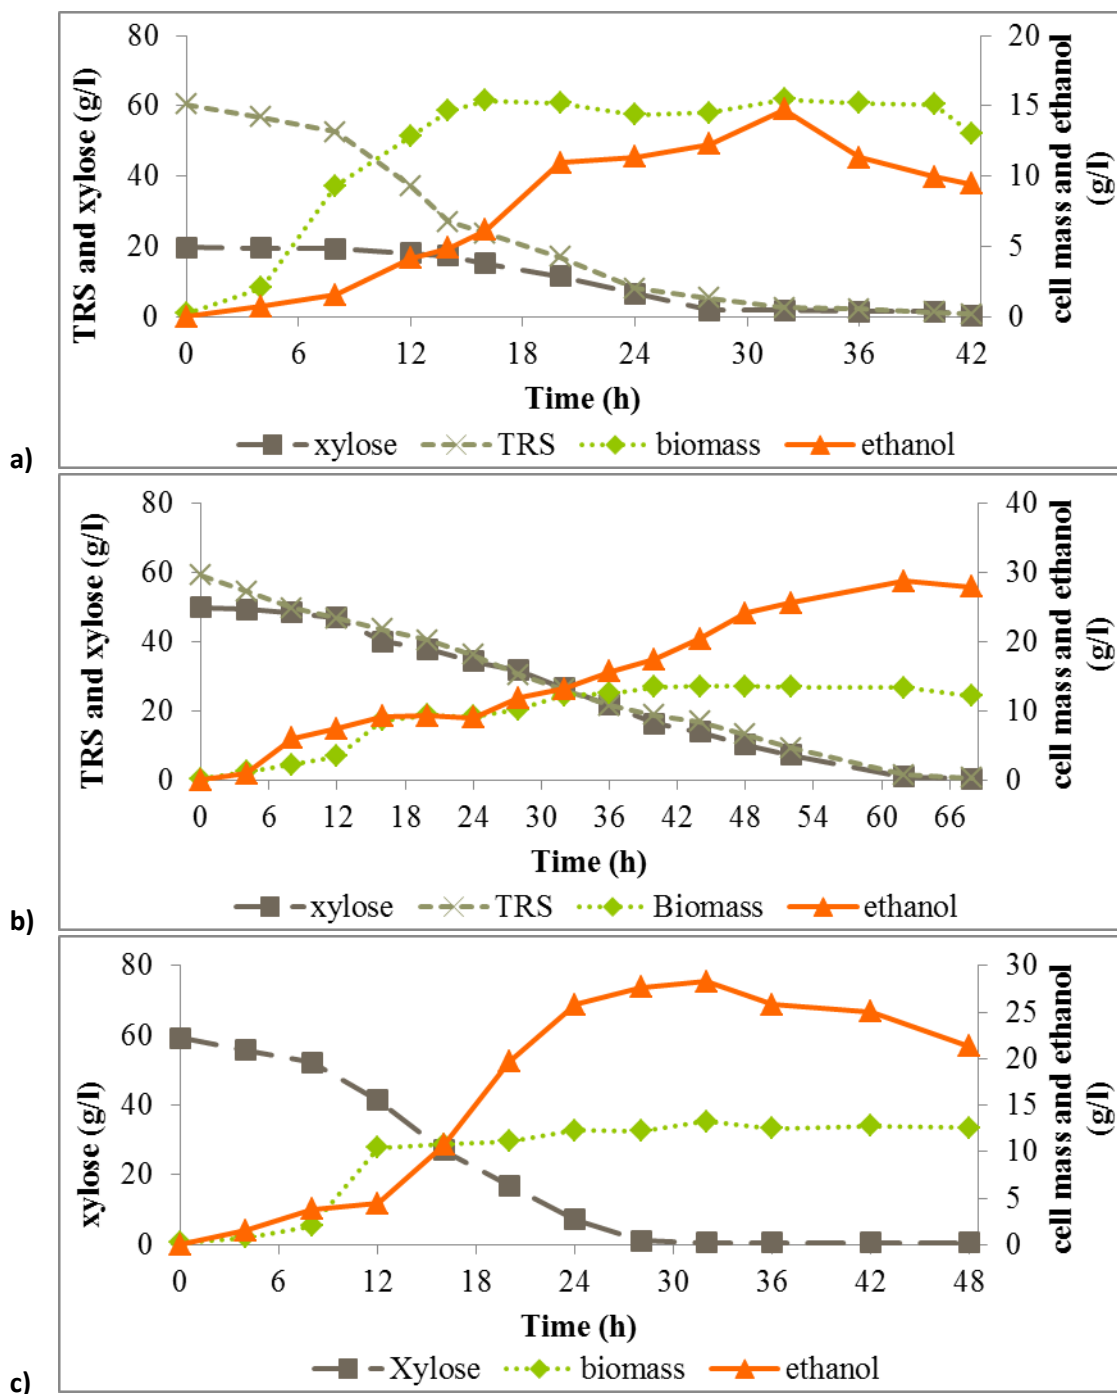 80
60
40
20
0
TRS and xylose (g/l)
20
15
10
5
0
cell mass and ethanol
(g/l)
0 6 12 18 24 30 36 42
Time (h)
xylose TRS biomass ethanol
a)
80
60
40
20
0
TRS and xylose (g/l)
40
30
20
10
0
cell mass and ethanol
(g/l)
0 6 12 18 24 30 36 42 48 54 60 66
Time (h)
xylose TRS Biomass ethanol
b)
80
60
40
20
0
xylose (g/l)
30
25
20
15
10
5
0
cell mass and ethanol
(g/l)
0 6 12 18 24 30 36 42 48
Time (h)
Xylose biomass ethanol
c)